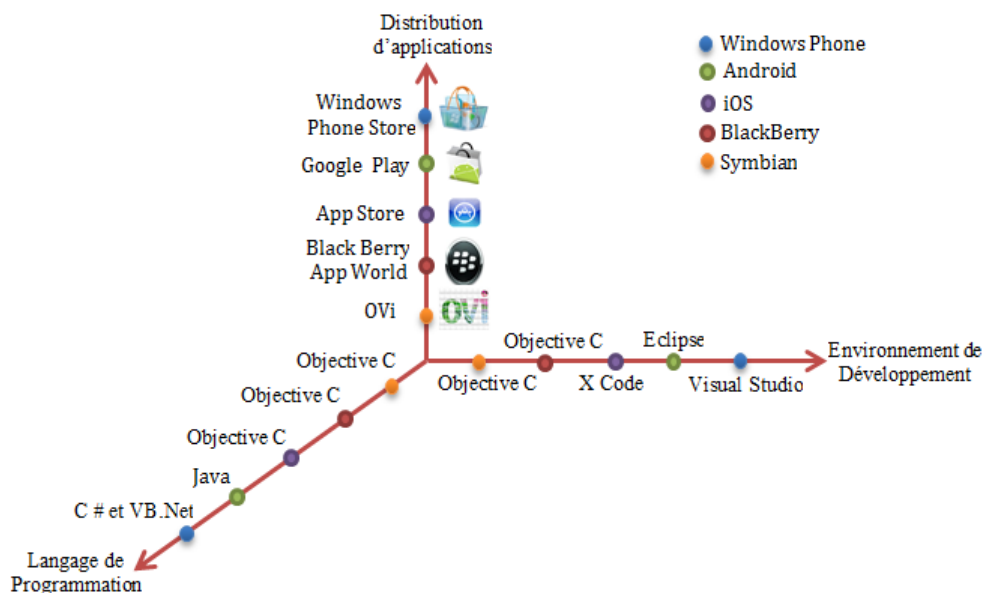 Distribution
d'applications
Windows Phone
Android
iOS
BlackBerry
Symbian
Windows
Phone Store
Google Play
App Store
Black Berry
App World
OVi
OVi
Objective C
Eclipse
Environnement de
Développement
Objective C
X Code
Visual Studio
Objective C
Objective C
Objective C
Java
C # et VB.Net
Langage de
Programmation